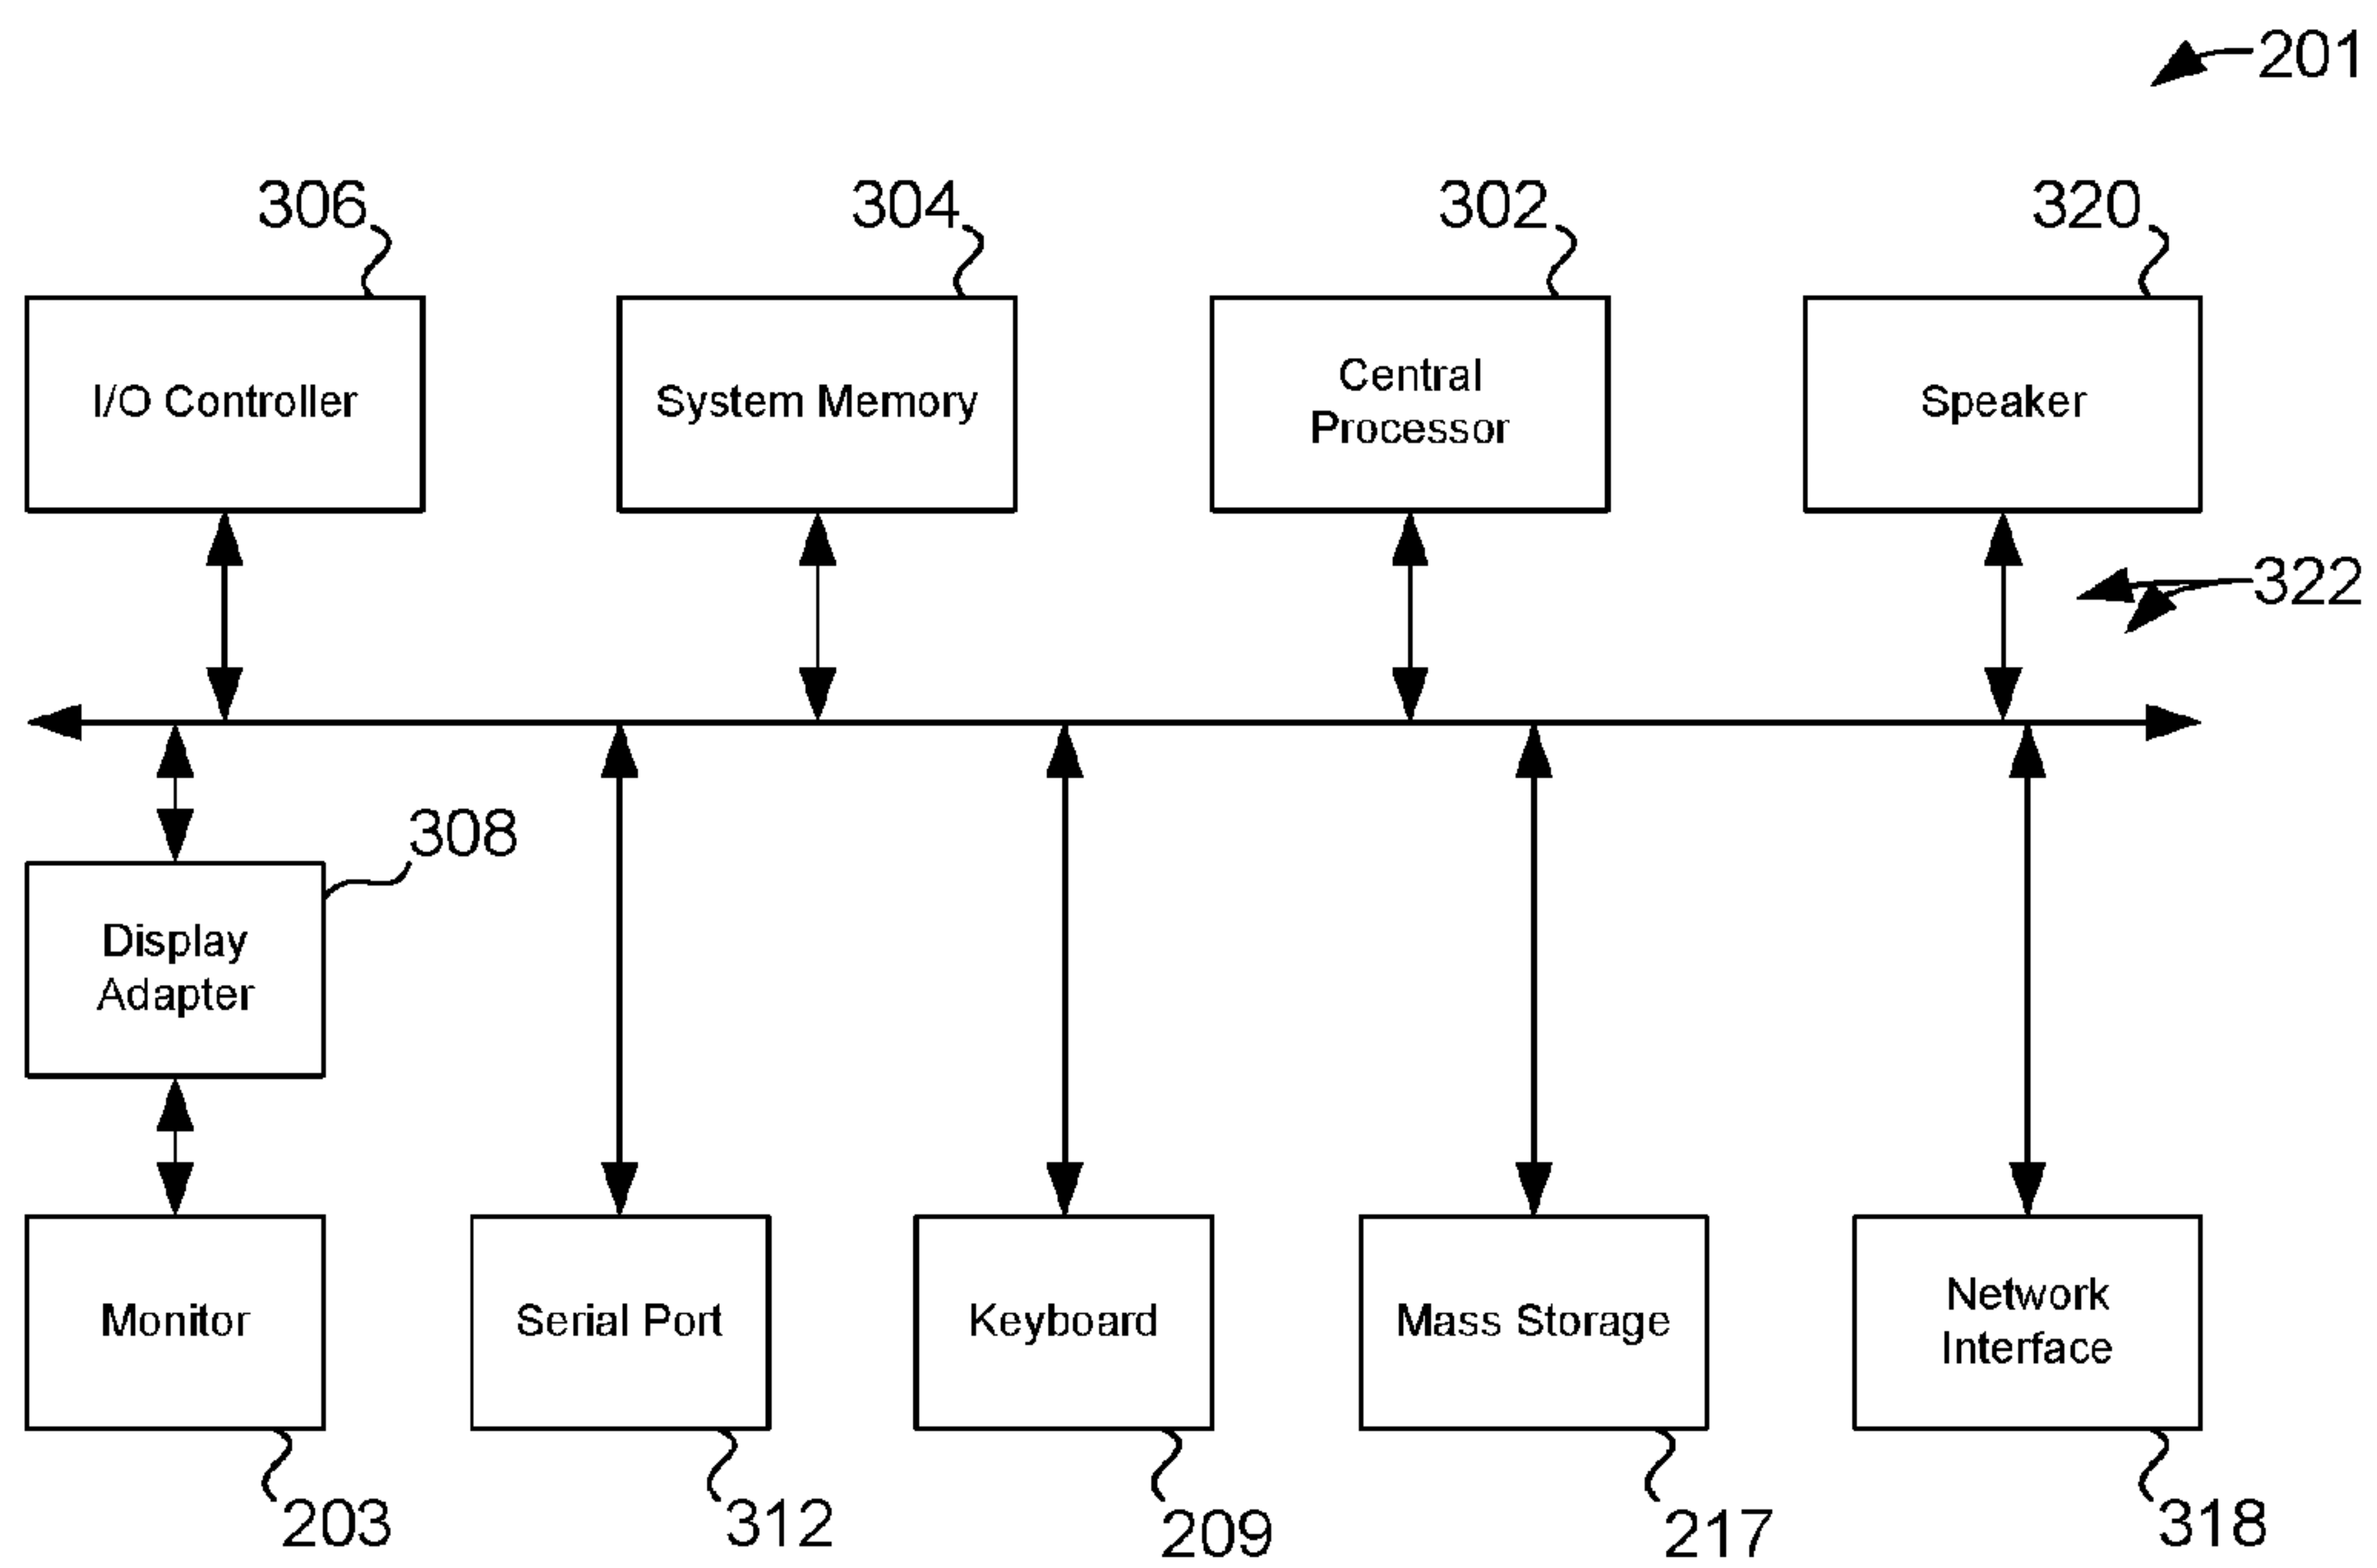 201
306
304
302
320
I/O Controller
System Memory
Central
Processor
Speaker
322
308
Display
Adapter
Monitor
Serial Port
Keyboard
Mass Storage
Network
Interface
203
312
209
217
318